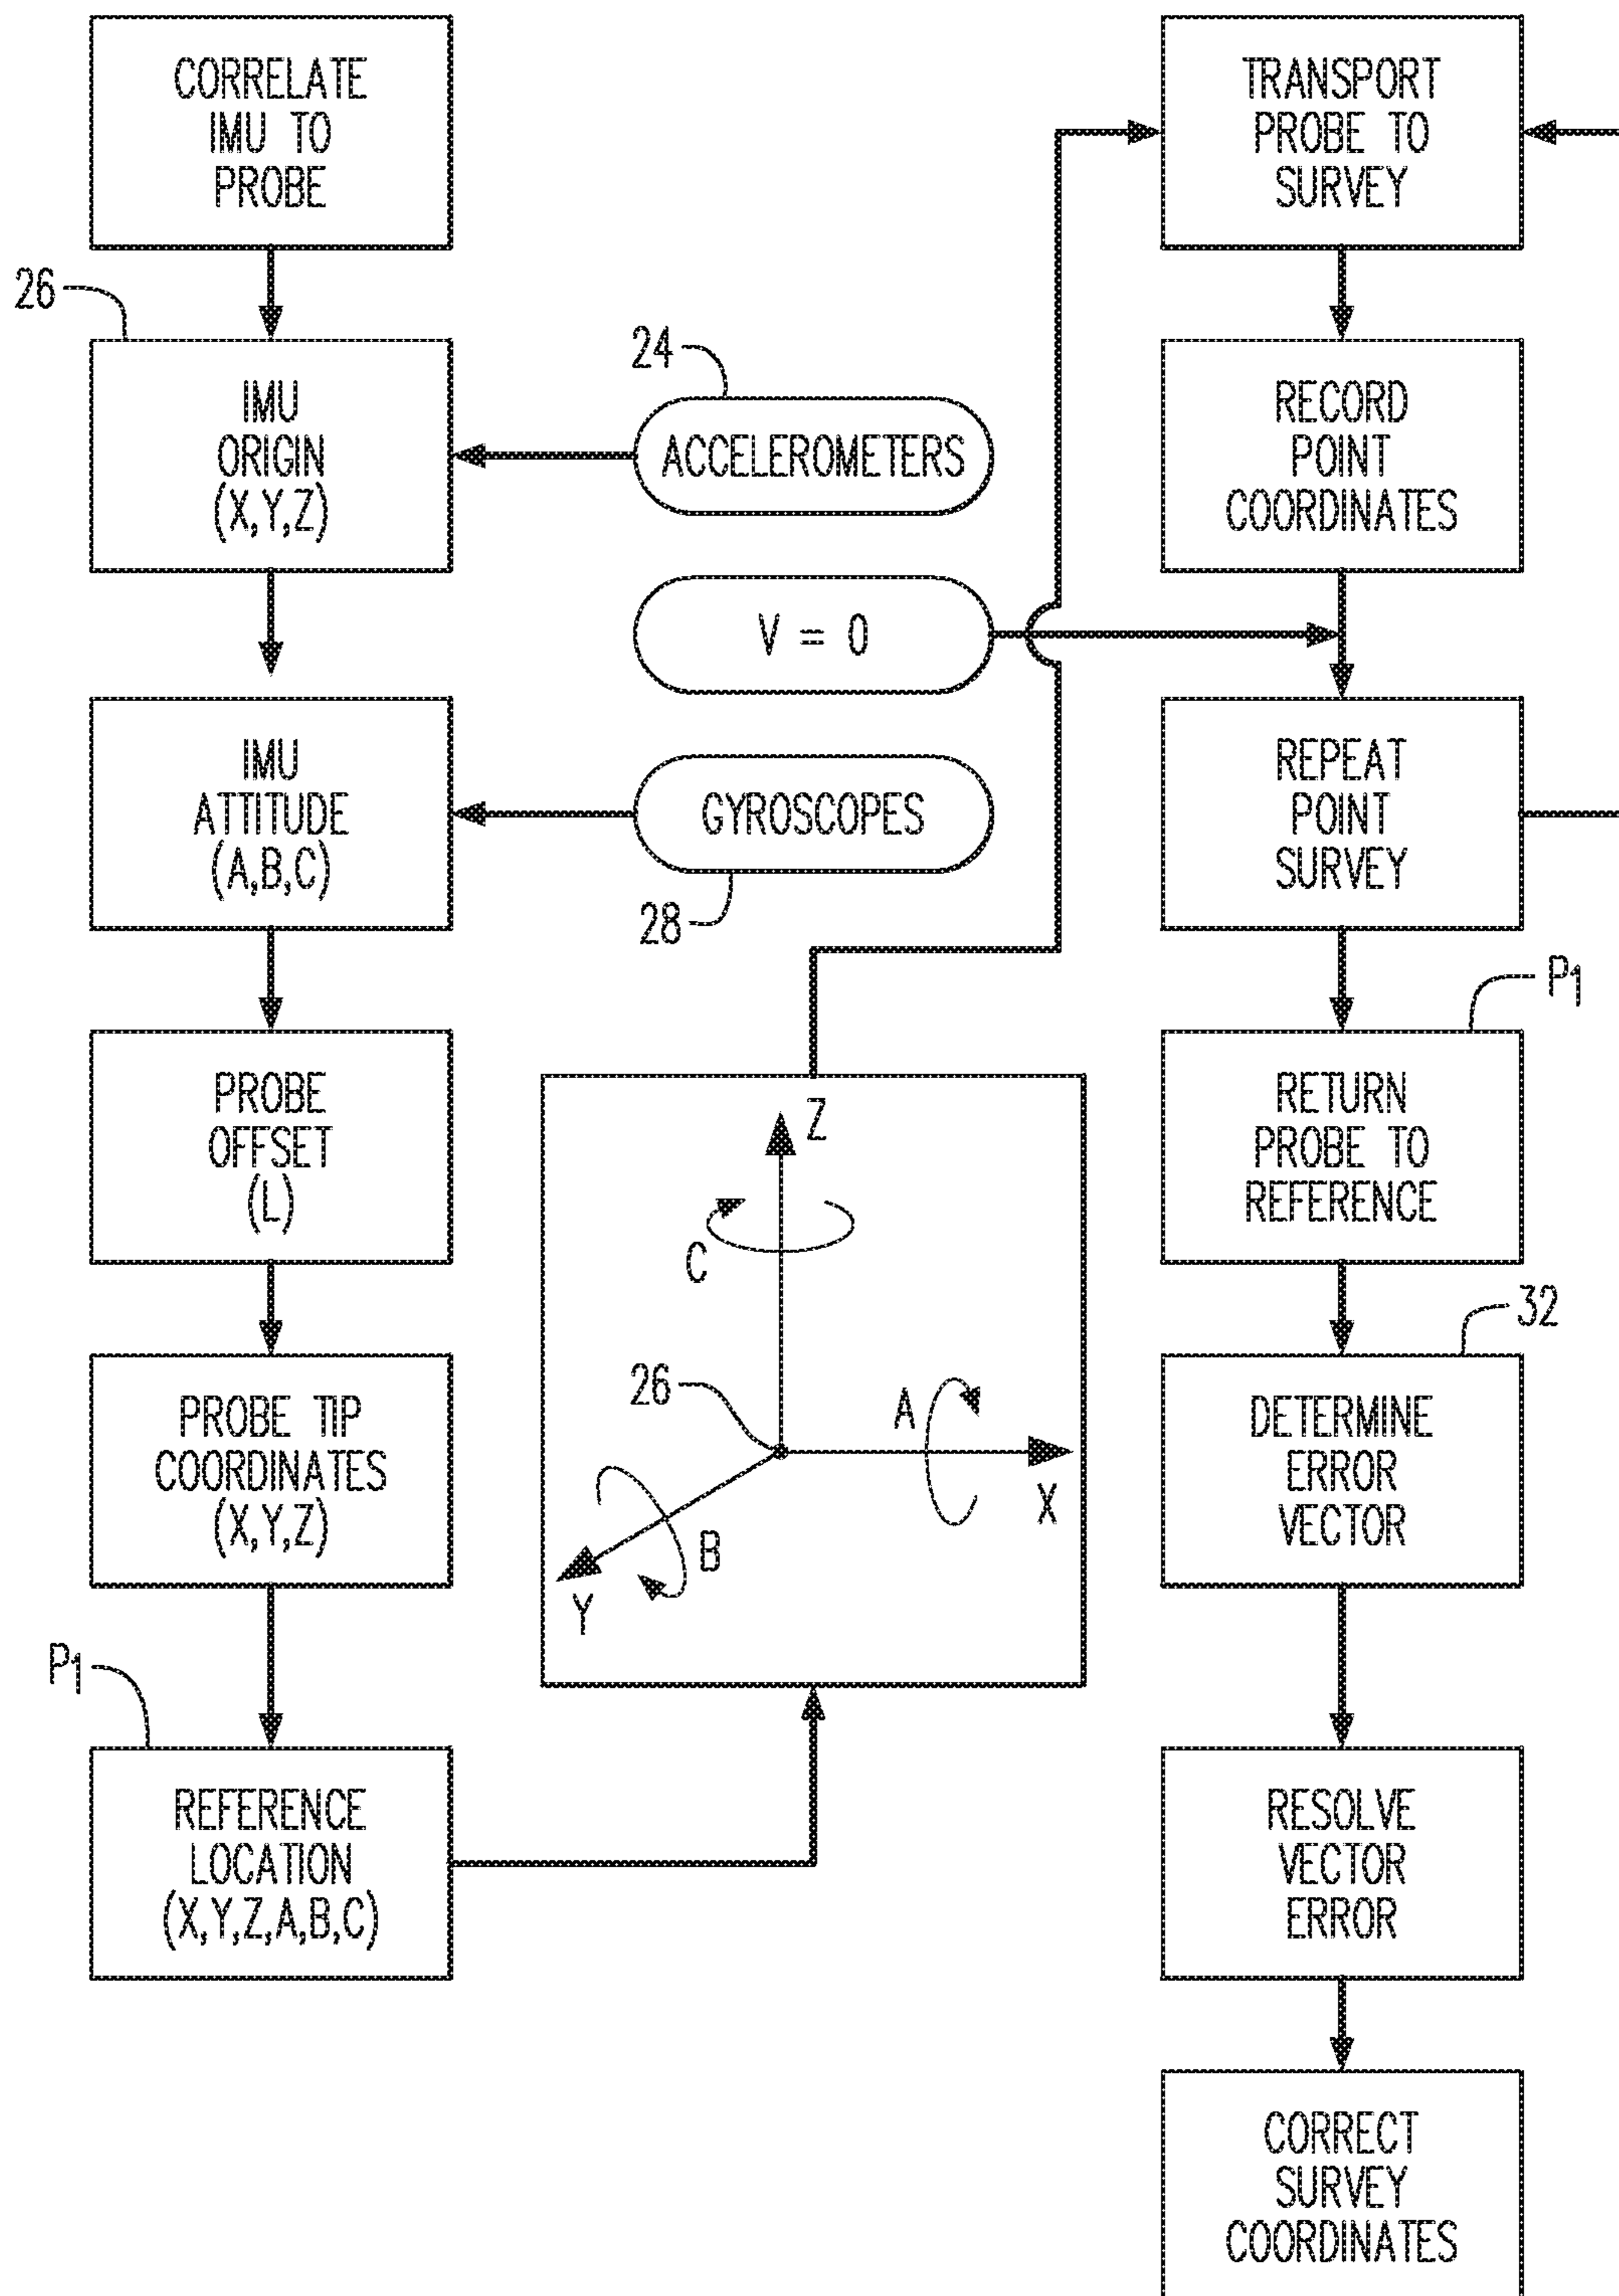 CORRELATE
IMU TO
PROBE
26
IMU
ORIGIN
(X,Y,Z)
IMU
ATTITUDE
(A,B,C)
PROBE
OFFSET
(L)
PROBE TIP
COORDINATES
(X,Y,Z)
P1
REFERENCE
LOCATION
(X,Y,Z,A,B,C)
24
ACCELEROMETERS
V = 0
GYROSCOPES
28
Z
C
26
A
X
B
Y
TRANSPORT
PROBE TO
SURVEY
RECORD
POINT
COORDINATES
REPEAT
POINT
SURVEY
P1
RETURN
PROBE TO
REFERENCE
32
DETERMINE
ERROR
VECTOR
RESOLVE
VECTOR
ERROR
CORRECT
SURVEY
COORDINATES